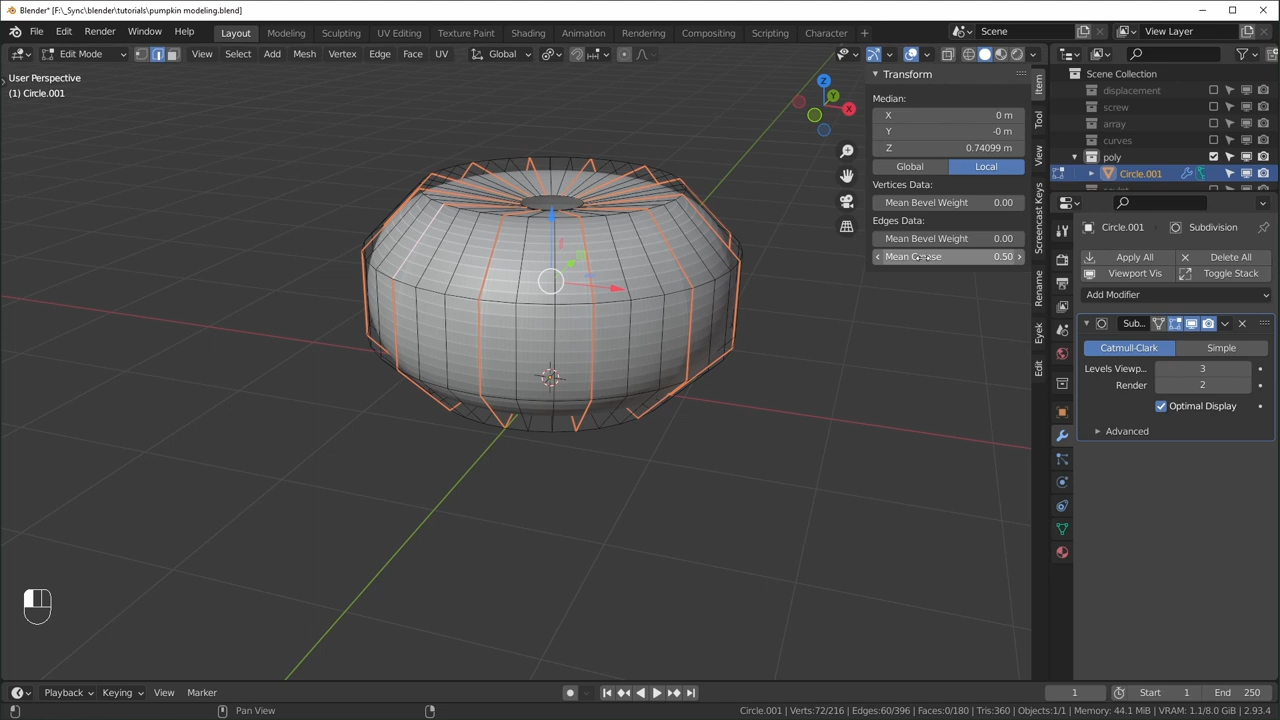 Blender* [F:\_Sync\blender\tutorials\pumpkin modeling.blend]
File Edit Render Window Help Layout Modeling Sculpting UV Editing Texture Paint Shading Animation Rendering Compositing Scripting Character + Scene View Layer
Edit Mode View Select Add Mesh Vertex Edge Face UV Global
User Perspective
(1) Circle.001
Z
Y
X
Transform
Median:
X 0 m
Y -0 m
Z 0.74099 m
Global Local
Vertices Data:
Mean Bevel Weight 0.00
Edges Data:
Mean Bevel Weight 0.00
Mean Crease 0.50
Item
Tool
View
Screencast Keys
Rename
Eyek
Edit
Scene Collection
displacement
screw
array
curves
poly
Circle.001
Circle.001 Subdivision
Apply All Delete All
Viewport Vis Toggle Stack
Add Modifier
Sub...
Catmull-Clark Simple
Levels Viewp... 3
Render 2
Optimal Display
Advanced
Playback Keying View Marker 1 Start 1 End 250
Pan View Circle.001 | Verts:72/216 | Edges:60/396 | Faces:0/180 | Tris:360 | Objects:1/1 | Memory: 44.1 MiB | VRAM: 1.1/8.0 GiB | 2.93.4